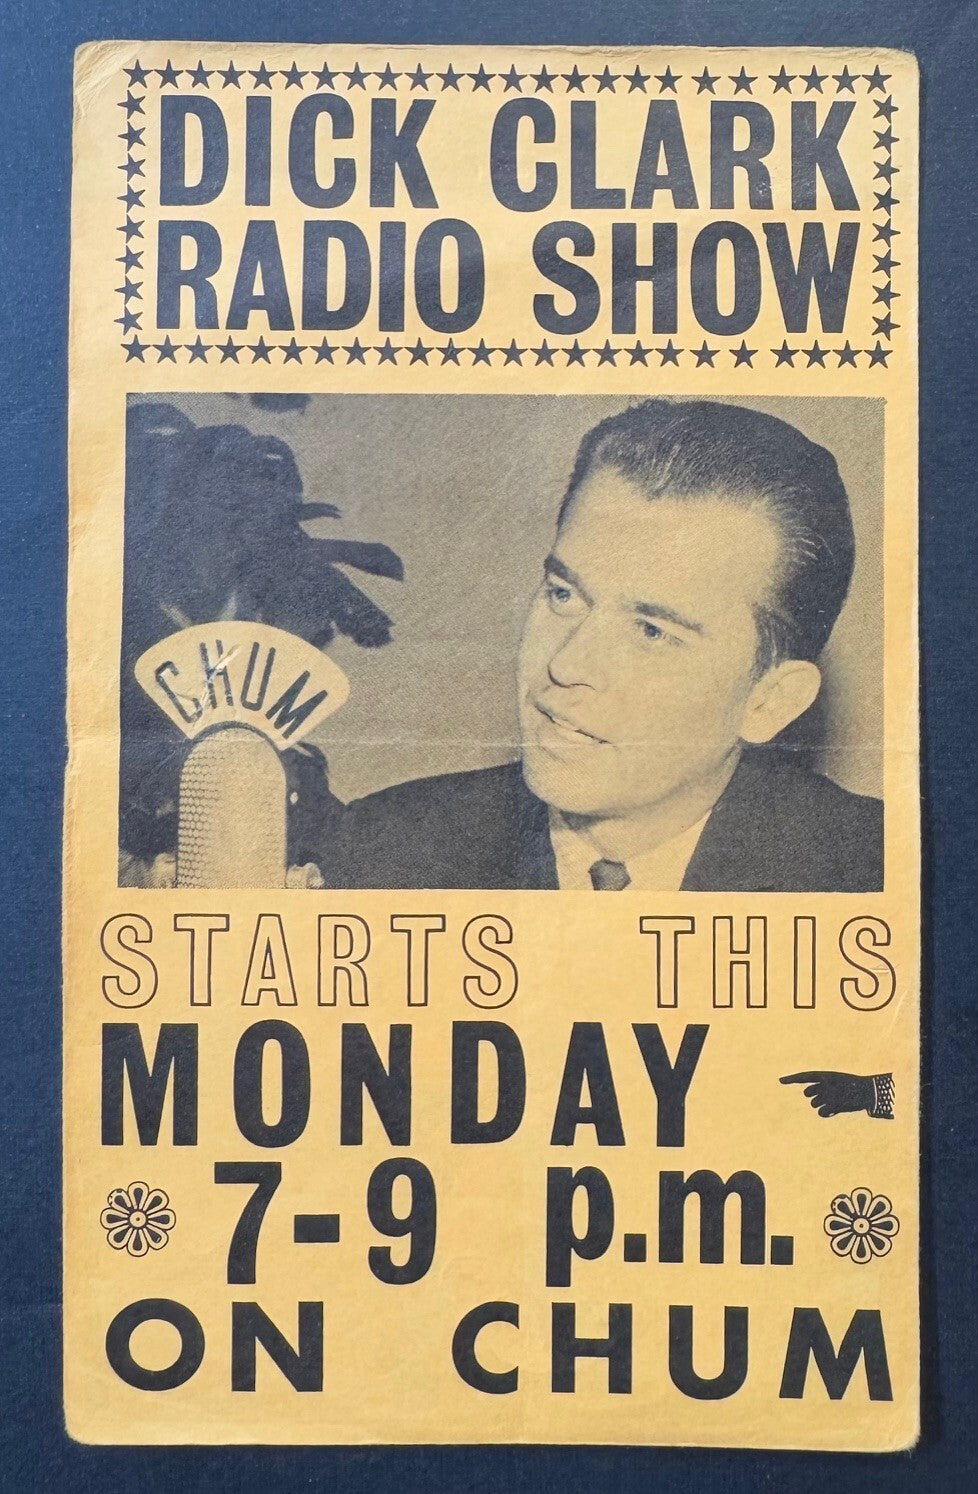 DICK CLARK
RADIO SHOW
CHUM
STARTS THIS
MONDAY
7-9 p.m.
ON CHUM